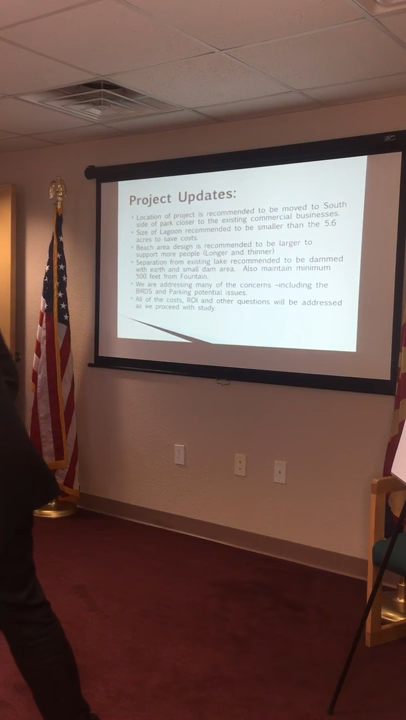 Project Updates:
Location of project is recommended to be moved to South
side of park closer to the existing commercial businesses.
Size of Lagoon recommended to be smaller than the 5.6
acres to save costs.
Beach area design is recommended to be larger to
support more people (Longer and thinner)
Separation from existing lake recommended to be dammed
with earth and small dam area. Also maintain minimum
500 feet from Fountain.
We are addressing many of the concerns -including the
BIRDS and Parking potential issues.
All of the costs, ROI and other questions will be addressed
as we proceed with study.